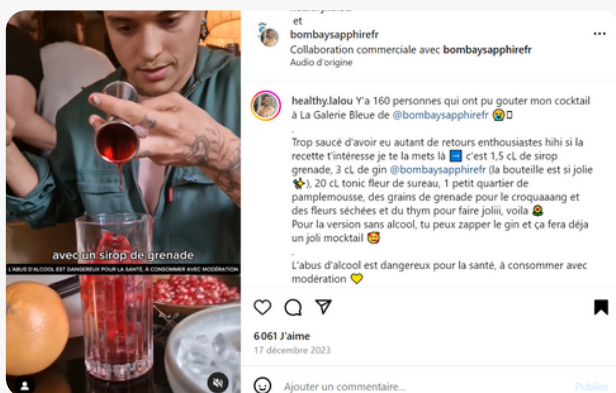 et
bombaysapphirefr
Collaboration commerciale avec bombaysapphirefr
Audio d'origine
healthy.lalou Y'a 160 personnes qui ont pu gouter mon cocktail
à La Galerie Bleue de @bombaysapphirefr 😭
.
Trop saucé d'avoir eu autant de retours enthousiastes hihi si la
recette t'intéresse je te la mets là ➡️ c'est 1,5 cL de sirop
grenade, 3 cL de gin @bombaysapphirefr (la bouteille est si jolie
✨), 20 cL tonic fleur de sureau, 1 petit quartier de
pamplemousse, des grains de grenade pour le croquaaang et
des fleurs séchées et du thym pour faire joliii, voila 🌻
Pour la version sans alcool, tu peux zapper le gin et ça fera déja
un joli mocktail 🥰
.
L'abus d'alcool est dangereux pour la santé, à consommer avec
modération 💛
6 061 J'aime
17 décembre 2023
Ajouter un commentaire...
Publier
avec un sirop de grenade
L'ABUS D'ALCOOL EST DANGEREUX POUR LA SANTÉ, À CONSOMMER AVEC MODÉRATION